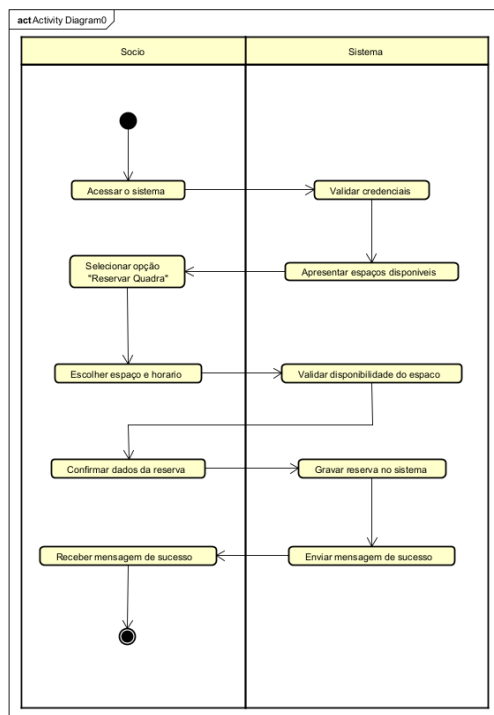 act Activity Diagram0
Socio
Sistema
Acessar o sistema
Validar credenciais
Selecionar opção
"Reservar Quadra"
Apresentar espaços disponiveis
Escolher espaço e horario
Validar disponibilidade do espaco
Confirmar dados da reserva
Gravar reserva no sistema
Receber mensagem de sucesso
Enviar mensagem de sucesso